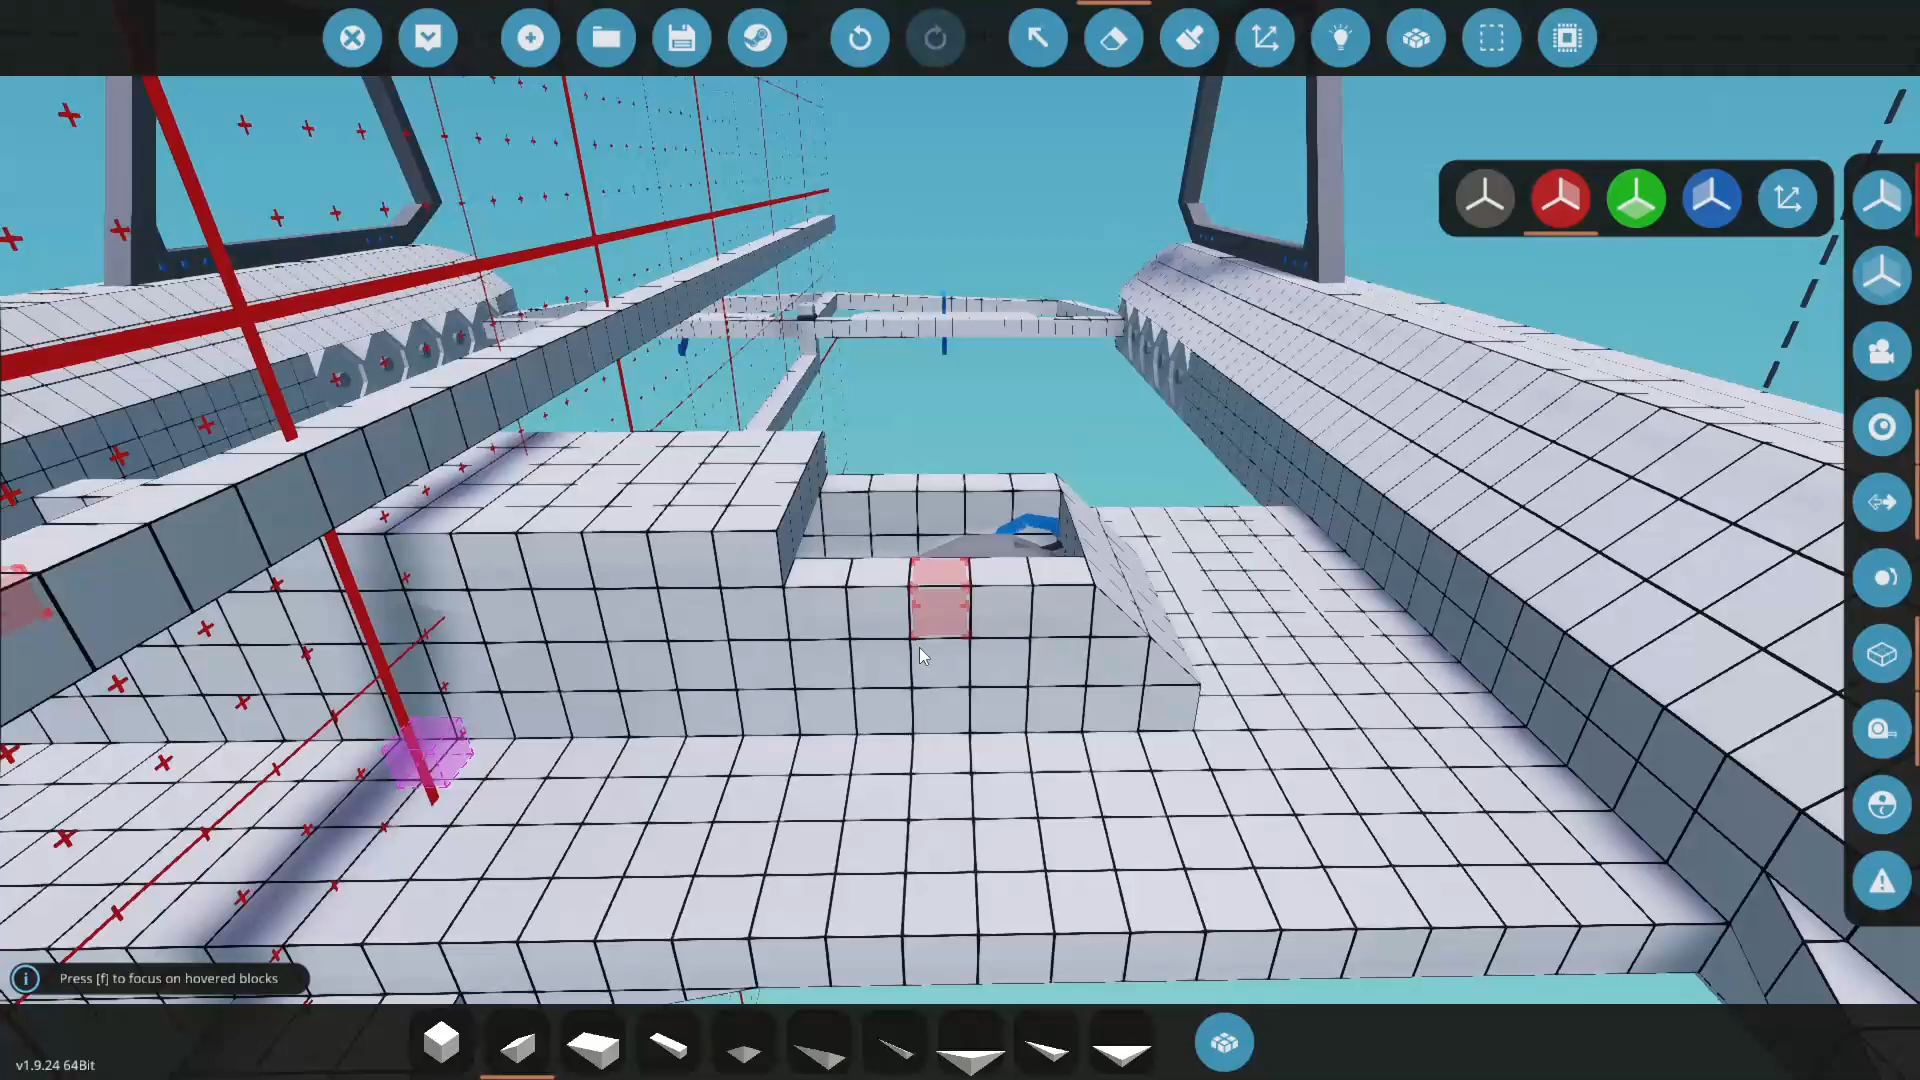 Press [f] to focus on hovered blocks
v1.9.24 64Bit